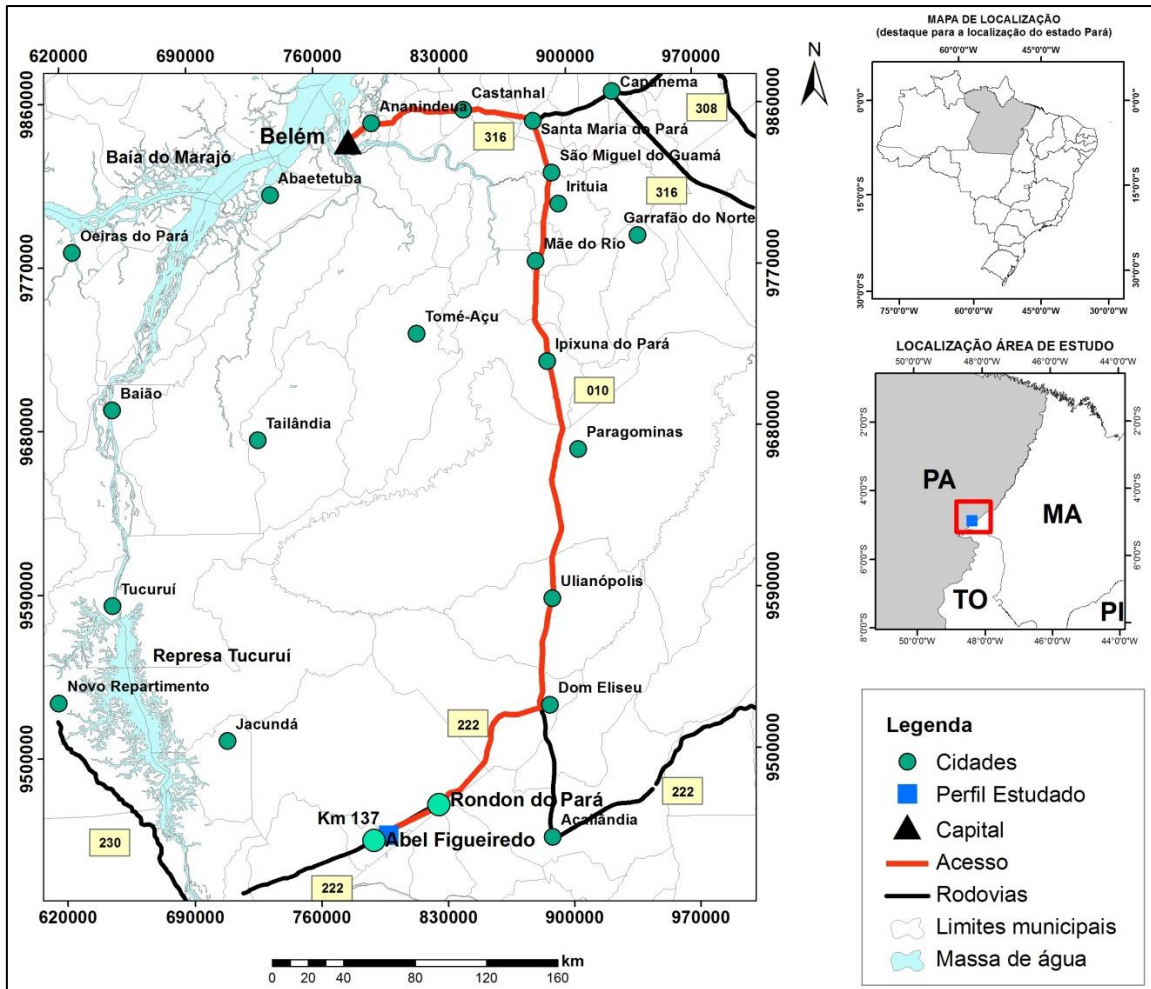 620000 690000 760000 830000 900000 970000
9860000
9770000
9680000
9590000
9500000
Capanema
Castanhal
Ananindeua
308
Belém
316
Santa Maria do Pará
Baía do Marajó
São Miguel do Guamá
Abaetetuba
Irituia
316
Garrafão do Norte
Oeiras do Pará
Mãe do Rio
Tomé-Açu
Ipixuna do Pará
010
Baião
Tailândia
Paragominas
Tucuruí
Ulianópolis
Represa Tucuruí
Novo Repartimento
Dom Eliseu
222
Jacundá
222
Rondon do Pará
Km 137
Açailândia
Abel Figueiredo
230
222
9860000
9770000
9680000
9590000
9500000
620000 690000 760000 830000 900000 970000
km
0 20 40 80 120 160
N
MAPA DE LOCALIZAÇÃO
(destaque para a localização do estado Pará)
60°0'0"W 45°0'0"W
0°0'0"
15°0'0"S
30°0'0"S
0°0'0"
15°0'0"S
30°0'0"S
75°0'0"W 60°0'0"W 45°0'0"W 30°0'0"W
LOCALIZAÇÃO ÁREA DE ESTUDO
50°0'0"W 48°0'0"W 46°0'0"W 44°0'0"W
2°0'0"S
4°0'0"S
6°0'0"S
8°0'0"S
PA
MA
TO
PI
2°0'0"S
4°0'0"S
6°0'0"S
50°0'0"W 48°0'0"W 46°0'0"W 44°0'0"W
Legenda
Cidades
Perfil Estudado
Capital
Acesso
Rodovias
Limites municipais
Massa de água